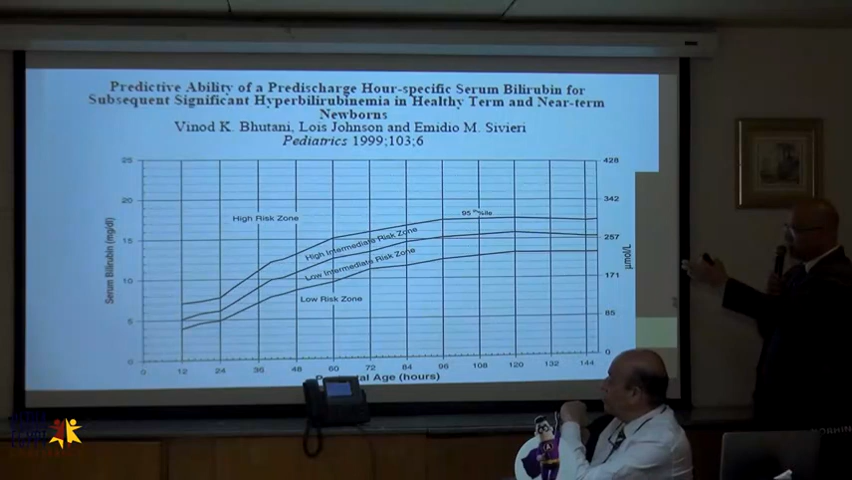 Predictive Ability of a Predischarge Hour-specific Serum Bilirubin for
Subsequent Significant Hyperbilirubinemia in Healthy Term and Near-term
Newborns
Vinod K. Bhutani, Lois Johnson and Emidio M. Sivieri
Pediatrics 1999;103;6
25
428
20
342
High Risk Zone
95
%ile
15
257
High Intermediate Risk Zone
Serum Bilirubin (mg/dl)
µmol/L
Low Intermediate Risk Zone
10
171
Low Risk Zone
5
85
0
0
0 12 24 36 48 60 72 84 96 108 120 132 144
Age (hours)